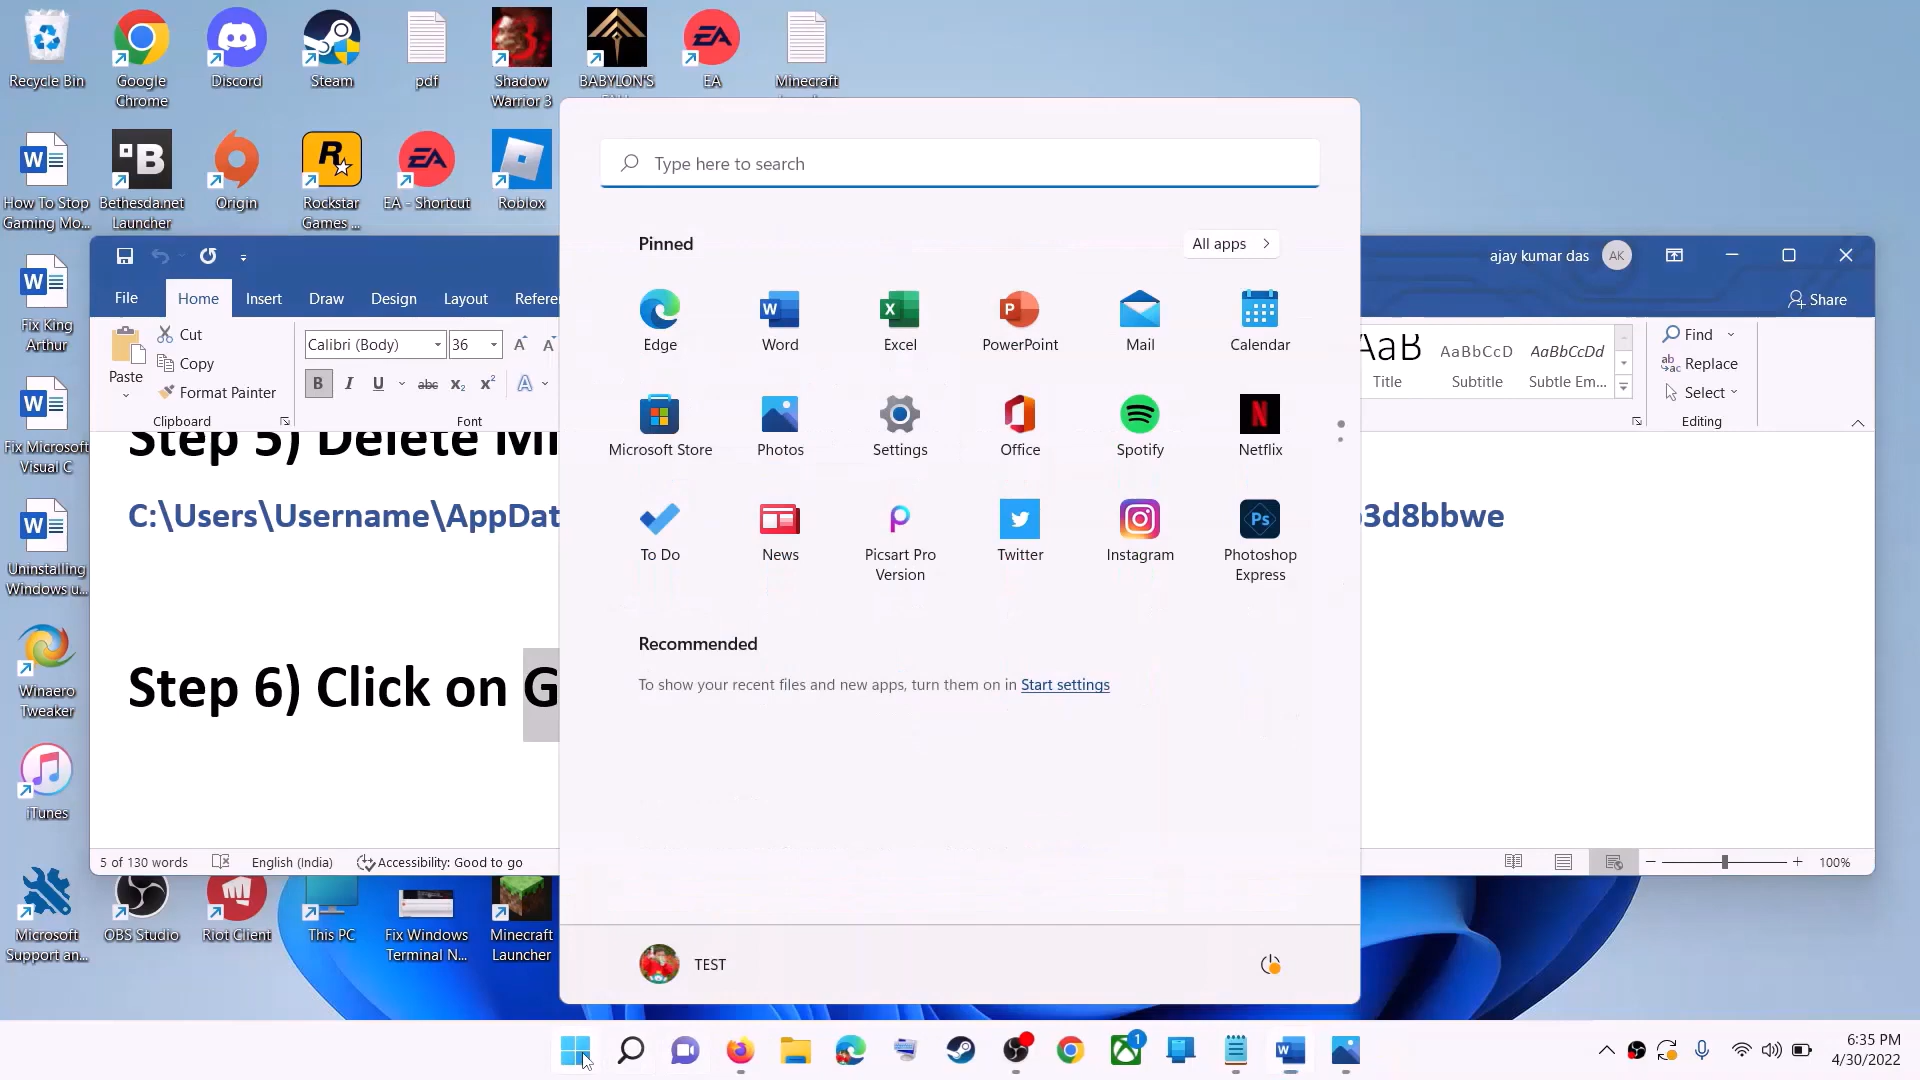 Recycle Bin
Google
Chrome
Discord
Steam
pdf
Shadow
Warrior 3
BABYLON'S
EA
Minecraft
How To Stop
Gaming Mo...
Bethesda.net
Launcher
Origin
Rockstar
Games ...
EA - Shortcut
Roblox
Fix King
Arthur
Fix Microsoft
Visual C
Uninstalling
Windows u...
Winaero
Tweaker
iTunes
Microsoft
Support an...
OBS Studio
Riot Client
This PC
Fix Windows
Terminal N...
Minecraft
Launcher
ajay kumar das
AK
File
Home
Insert
Draw
Design
Layout
Refere
Share
Paste
Cut
Copy
Format Painter
Clipboard
Calibri (Body)
36
Font
AaB
Title
AaBbCcD
Subtitle
AaBbCcDd
Subtle Em...
Find
Replace
Select
Editing
Step 5) Delete Mi
C:\Users\Username\AppDat
3d8bbwe
Step 6) Click on G
5 of 130 words
English (India)
Accessibility: Good to go
100%
Type here to search
Pinned
All apps
Edge
Word
Excel
PowerPoint
Mail
Calendar
Microsoft Store
Photos
Settings
Office
Spotify
Netflix
To Do
News
Picsart Pro
Version
Twitter
Instagram
Photoshop
Express
Recommended
To show your recent files and new apps, turn them on in Start settings
TEST
1
6:35 PM
4/30/2022